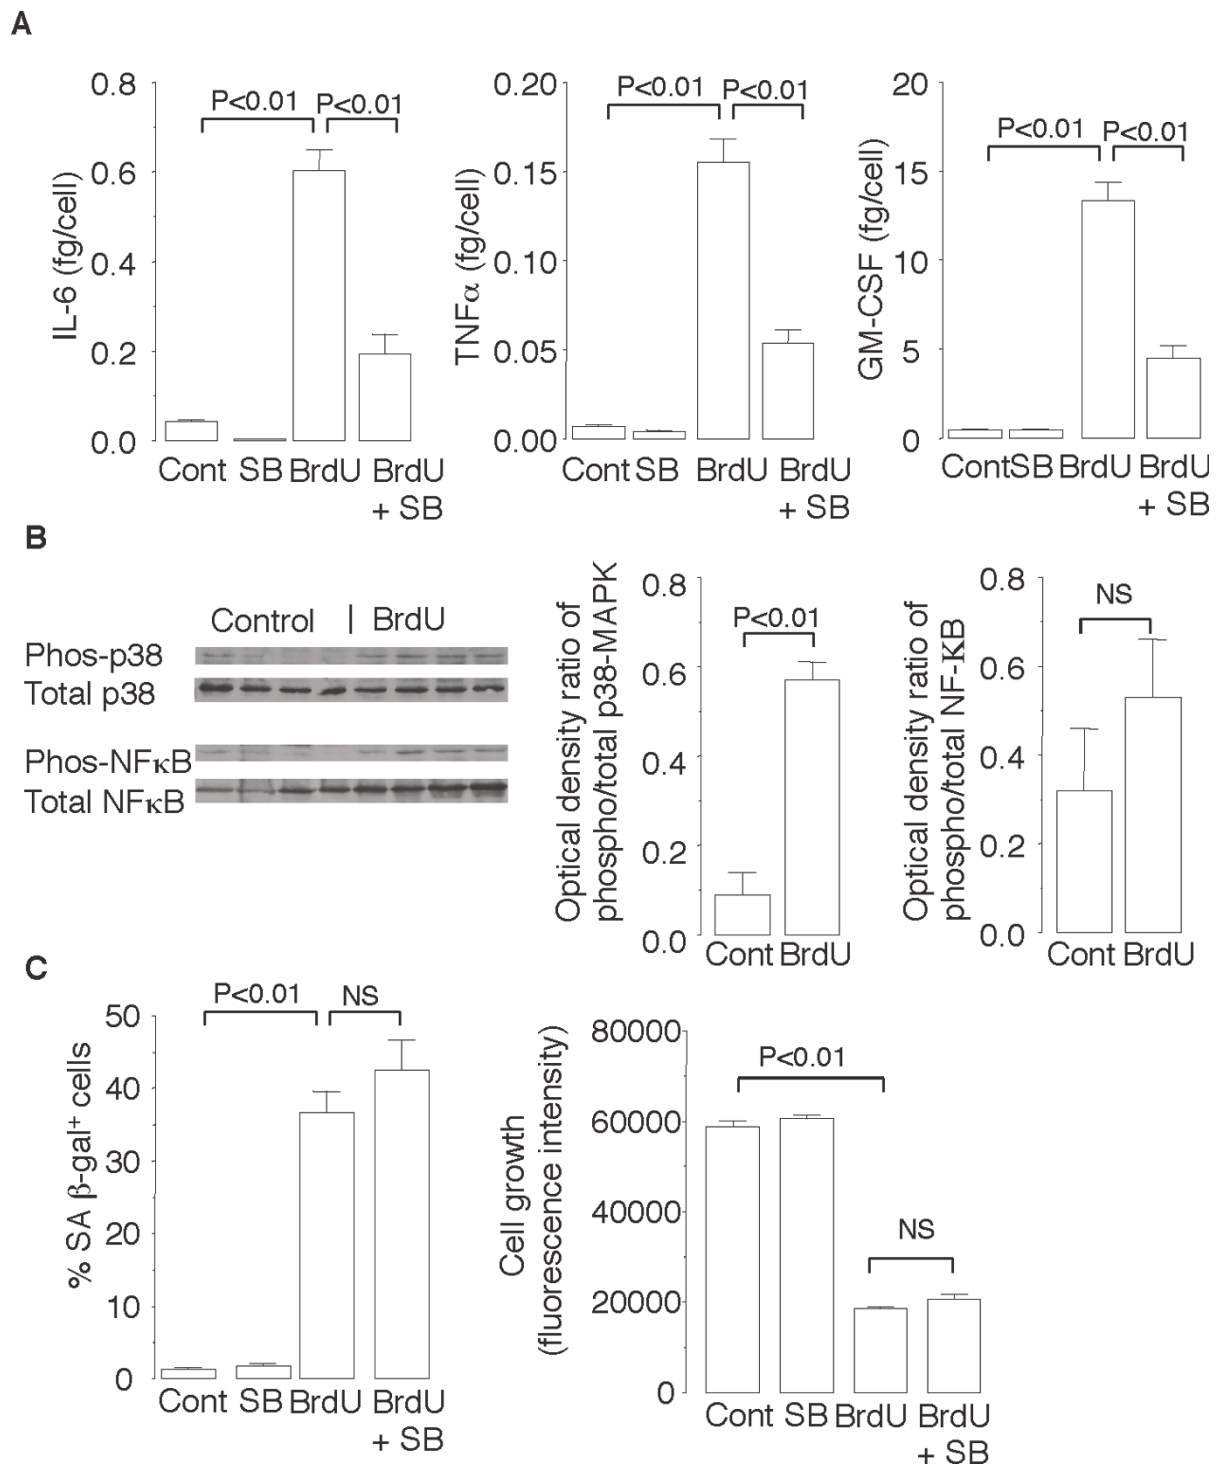 A
IL-6 (fg/cell)
0.8
0.6
0.4
0.2
0.0
P<0.01
P<0.01
Cont SB BrdU BrdU
+ SB
TNFα (fg/cell)
0.20
0.15
0.10
0.05
0.00
P<0.01
P<0.01
Cont SB BrdU BrdU
+ SB
GM-CSF (fg/cell)
20
15
10
5
0
P<0.01
P<0.01
Cont SB BrdU BrdU
+ SB
B
Control | BrdU
Phos-p38
Total p38
Phos-NFκB
Total NFκB
Optical density ratio of
phospho/total p38-MAPK
0.8
0.6
0.4
0.2
0.0
P<0.01
Cont BrdU
Optical density ratio of
phospho/total NF-KB
0.8
0.6
0.4
0.2
0.0
NS
Cont BrdU
C
% SA β-gal⁺ cells
50
40
30
20
10
0
P<0.01
NS
Cont SB BrdU BrdU
+ SB
Cell growth
(fluorescence intensity)
80000
60000
40000
20000
0
P<0.01
NS
Cont SB BrdU BrdU
+ SB